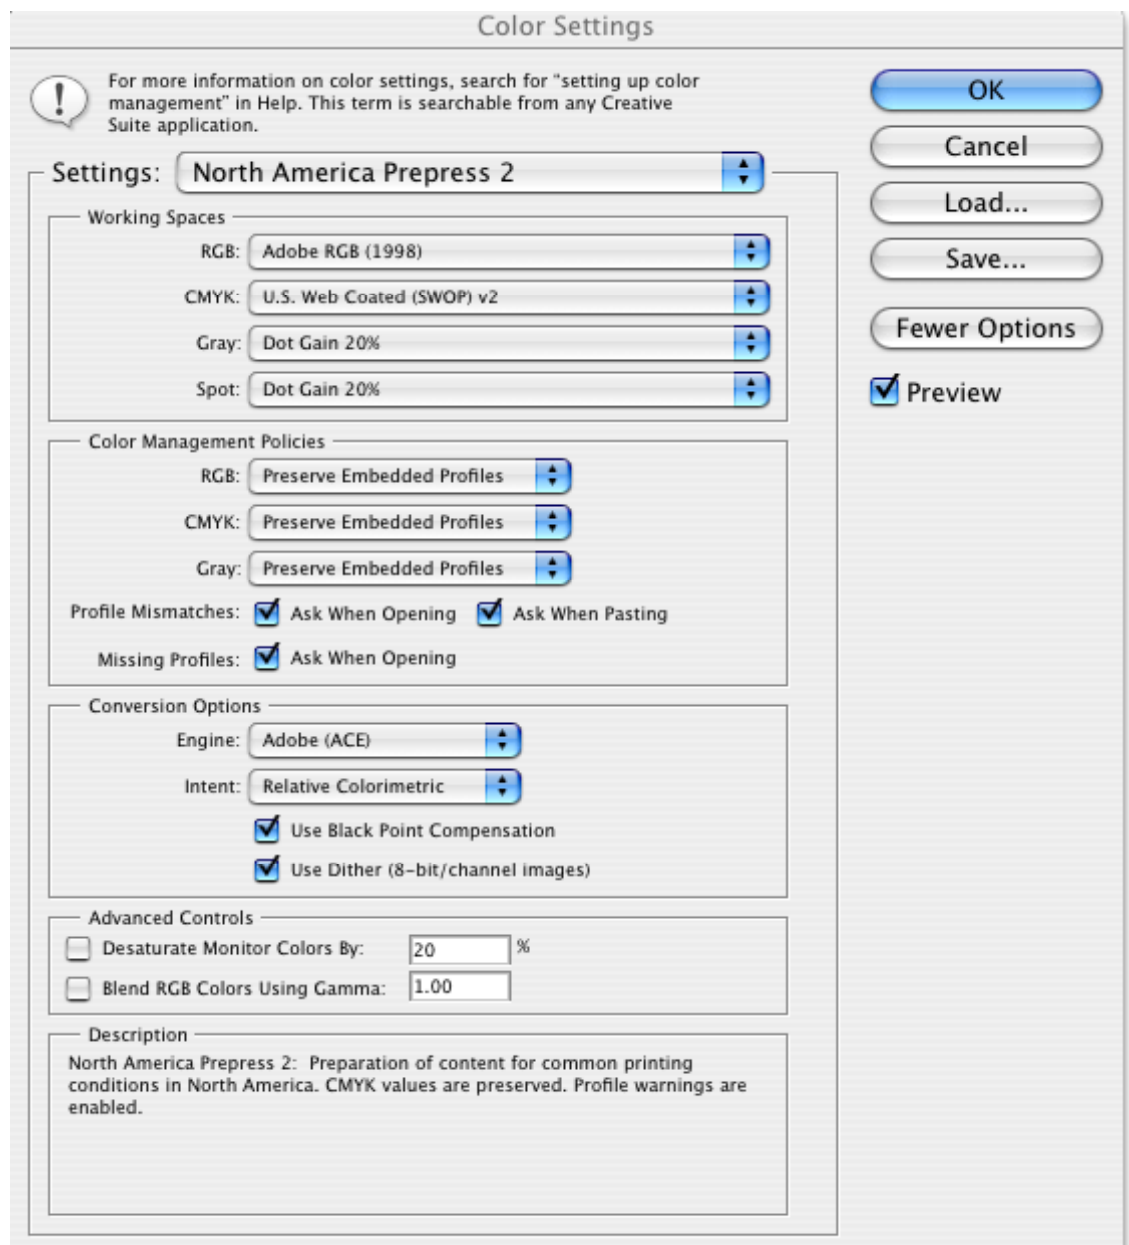 Color Settings
For more information on color settings, search for “setting up color
management” in Help. This term is searchable from any Creative
Suite application.
OK
Cancel
Load...
Save...
Fewer Options
Preview
Settings: North America Prepress 2
Working Spaces
RGB: Adobe RGB (1998)
CMYK: U.S. Web Coated (SWOP) v2
Gray: Dot Gain 20%
Spot: Dot Gain 20%
Color Management Policies
RGB: Preserve Embedded Profiles
CMYK: Preserve Embedded Profiles
Gray: Preserve Embedded Profiles
Profile Mismatches: Ask When Opening Ask When Pasting
Missing Profiles: Ask When Opening
Conversion Options
Engine: Adobe (ACE)
Intent: Relative Colorimetric
Use Black Point Compensation
Use Dither (8-bit/channel images)
Advanced Controls
Desaturate Monitor Colors By: 20 %
Blend RGB Colors Using Gamma: 1.00
Description
North America Prepress 2: Preparation of content for common printing
conditions in North America. CMYK values are preserved. Profile warnings are
enabled.